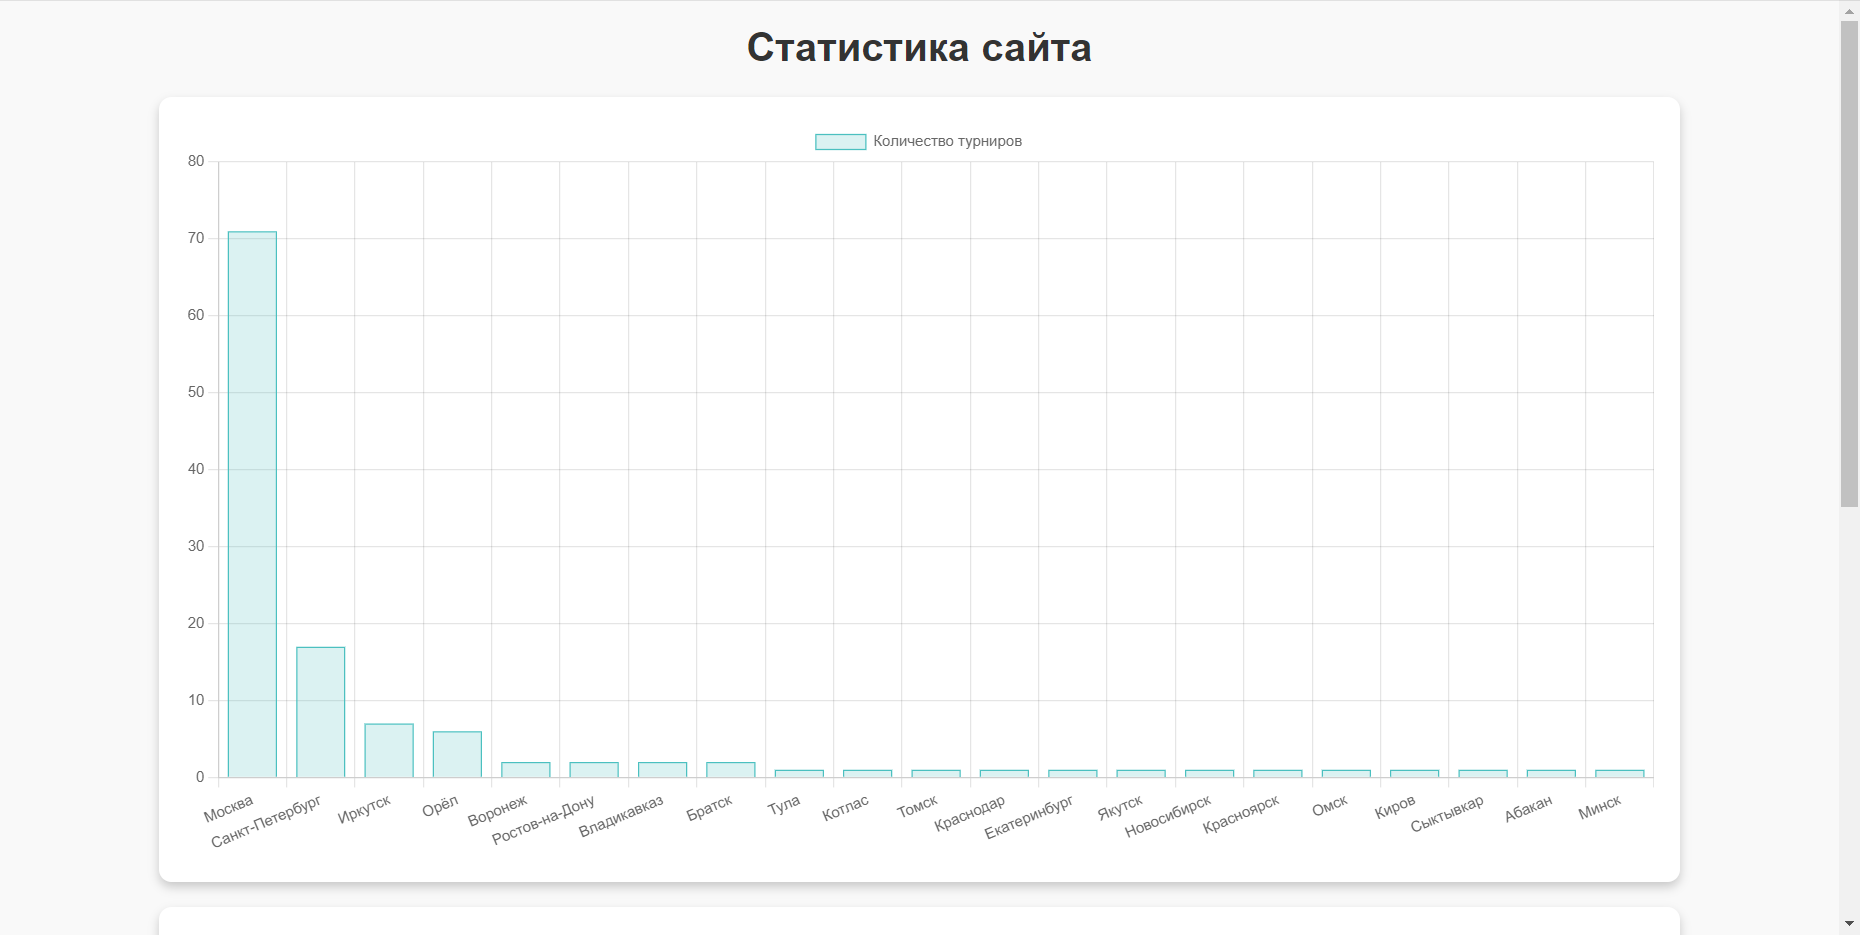 Статистика сайта
Количество турниров
80
70
60
50
40
30
20
10
0
Москва
Санкт-Петербург
Иркутск
Орёл
Воронеж
Ростов-на-Дону
Владикавказ
Братск
Тула
Котлас
Томск
Краснодар
Екатеринбург
Якутск
Новосибирск
Красноярск
Омск
Киров
Сыктывкар
Абакан
Минск